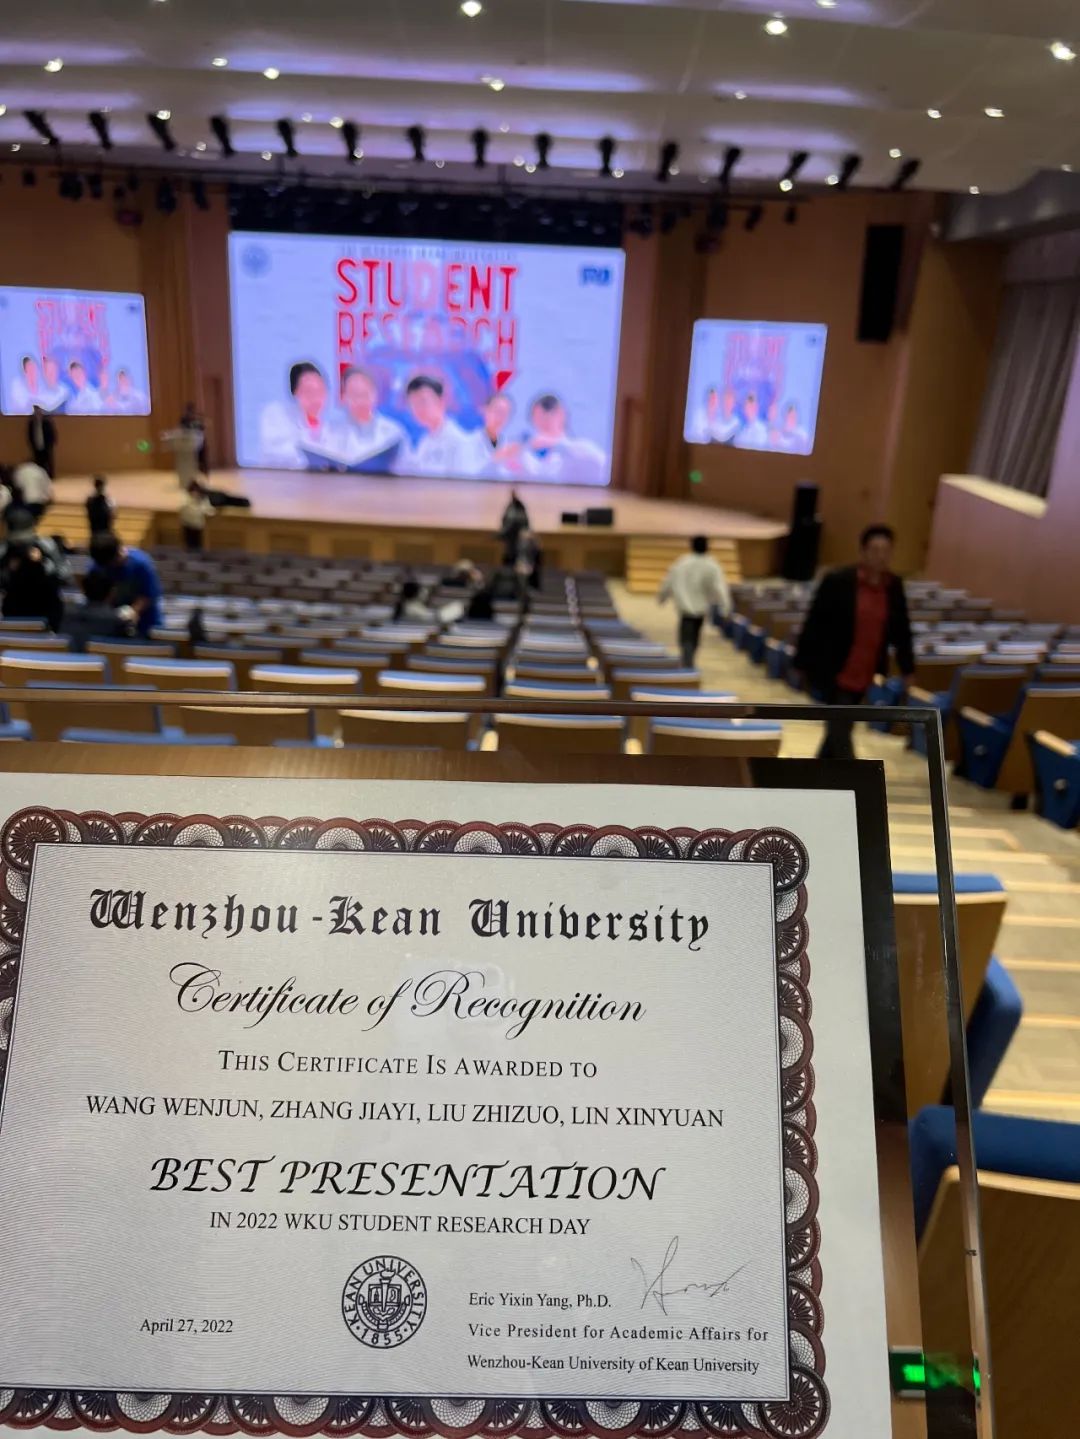 STUDENT
RESEARCH
Wenzhou-Kean University
Certificate of Recognition
THIS CERTIFICATE IS AWARDED TO
WANG WENJUN, ZHANG JIAYI, LIU ZHIZUO, LIN XINYUAN
BEST PRESENTATION
IN 2022 WKU STUDENT RESEARCH DAY
KEAN UNIVERSITY
1855
April 27, 2022
Eric Yixin Yang, Ph.D.
Vice President for Academic Affairs for
Wenzhou-Kean University of Kean University